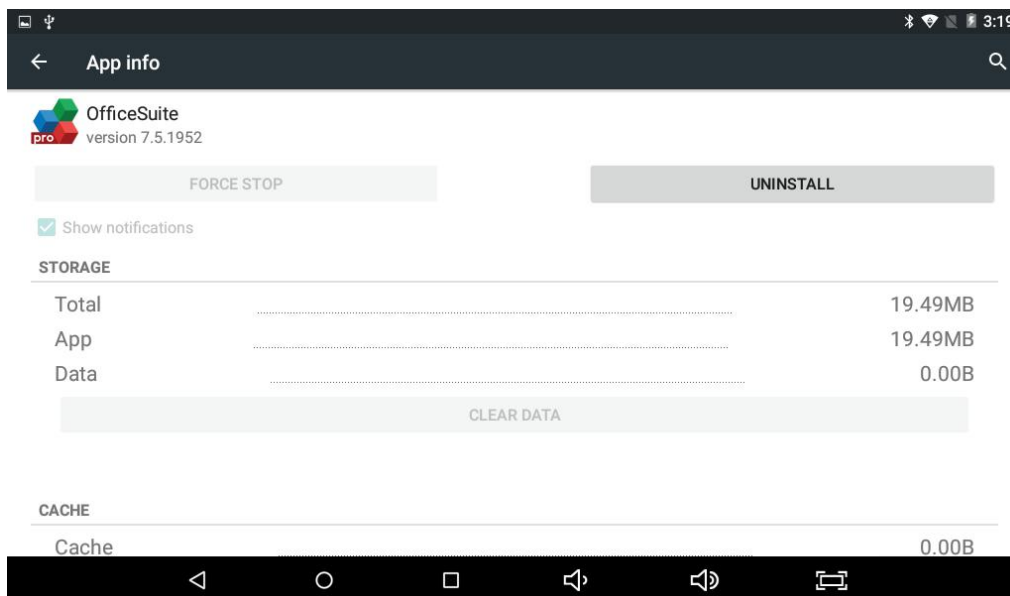 3:19
App info
OfficeSuite
pro
version 7.5.1952
FORCE STOP
UNINSTALL
Show notifications
STORAGE
Total 19.49MB
App 19.49MB
Data 0.00B
CLEAR DATA
CACHE
Cache 0.00B